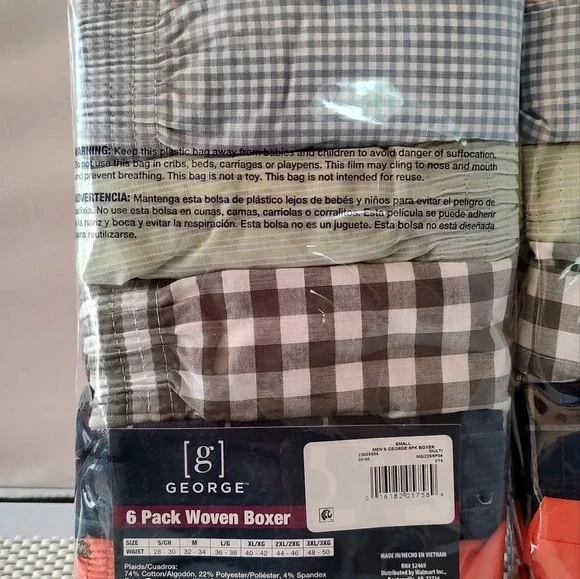 WARNING: Keep this plastic bag away from babies and children to avoid danger of suffocation.
Do not use this bag in cribs, beds, carriages or playpens. This film may cling to nose and mouth
and prevent breathing. This bag is not a toy. This bag is not intended for reuse.
ADVERTENCIA: Mantenga esta bolsa de plástico lejos de bebés y niños para evitar el peligro de
asfixia. No use esta bolsa en cunas, camas, carriolas o corralitos. Esta película se puede adherir
a la nariz y boca y evitar la respiración. Esta bolsa no es un juguete. Esta bolsa no está diseñada
para reutilizarse.
[g]
GEORGE™
6 Pack Woven Boxer
SMALL
MEN'S GEORGE 6PK BOXER
MULTI
V14
SIZE S/CH M L/G XL/XG 2XL/2XG 3XL/3XG
WAIST 28 - 30 32 - 34 36 - 38 40 - 42 44 - 46 48 - 50
Plaids/Cuadros:
74% Cotton/Algodón, 22% Polyester/Poliéster, 4% Spandex
MADE IN/HECHO EN VIETNAM
RN# 52469
Distributed by Walmart Inc.,